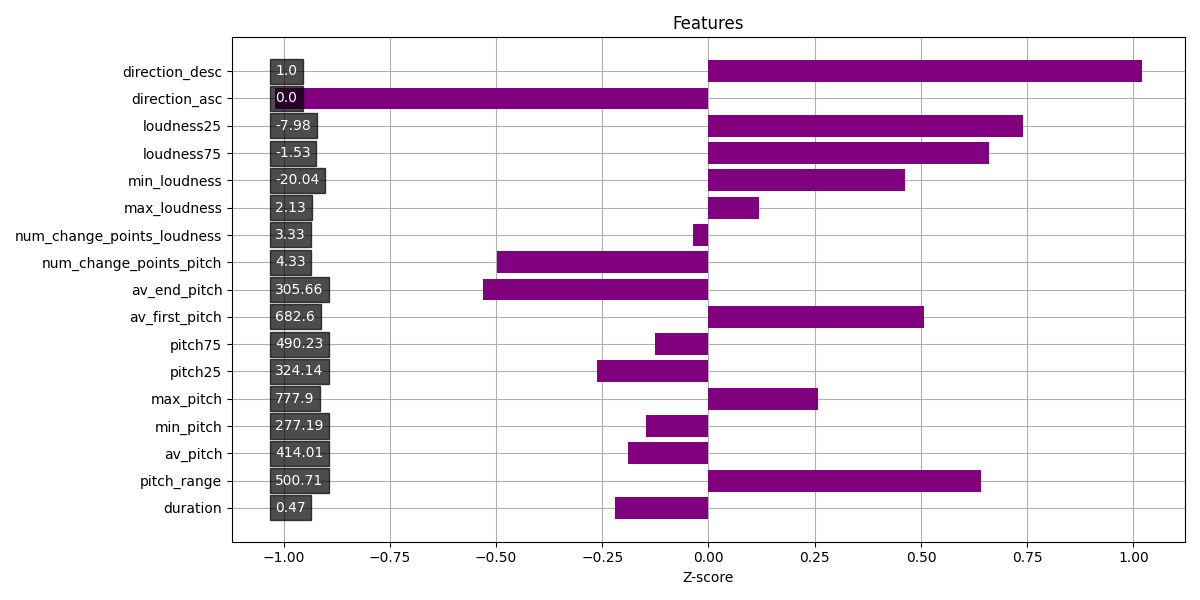 Features
direction_desc 1.0
direction_asc 0.0
loudness25 -7.98
loudness75 -1.53
min_loudness -20.04
max_loudness 2.13
num_change_points_loudness 3.33
num_change_points_pitch 4.33
av_end_pitch 305.66
av_first_pitch 682.6
pitch75 490.23
pitch25 324.14
max_pitch 777.9
min_pitch 277.19
av_pitch 414.01
pitch_range 500.71
duration 0.47
−1.00 −0.75 −0.50 −0.25 0.00 0.25 0.50 0.75 1.00
Z-score